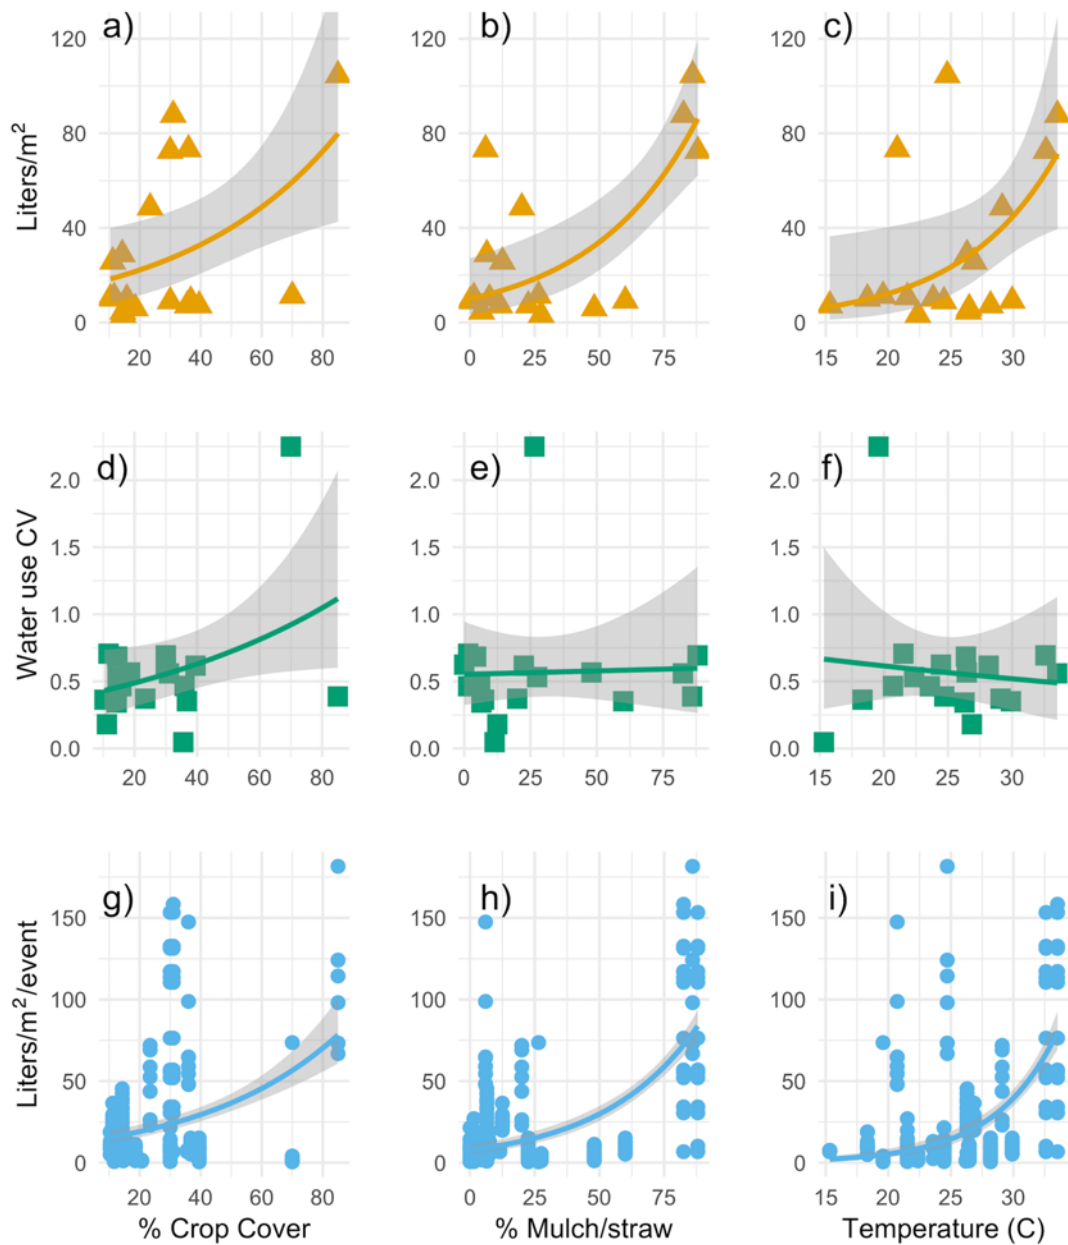 a) b) c)
120 120 120
80 80 80
40 40 40
0 0 0
Liters/m²
20 40 60 80 0 25 50 75 15 20 25 30
d) e) f)
2.0 2.0 2.0
1.5 1.5 1.5
1.0 1.0 1.0
0.5 0.5 0.5
0.0 0.0 0.0
Water use CV
20 40 60 80 0 25 50 75 15 20 25 30
g) h) i)
150 150 150
100 100 100
50 50 50
0 0 0
Liters/m²/event
20 40 60 80 0 25 50 75 15 20 25 30
% Crop Cover % Mulch/straw Temperature (C)